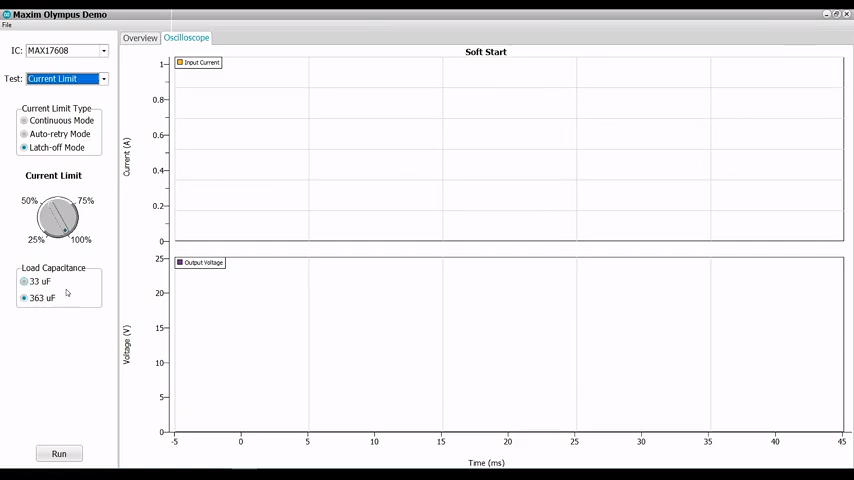 Maxim Olympus Demo
File
IC: MAX17608
Test: Current Limit
Current Limit Type
Continuous Mode
Auto-retry Mode
Latch-off Mode
Current Limit
50% 75%
25% 100%
Load Capacitance
33 uF
363 uF
Run
Overview Oscilloscope
Soft Start
Input Current
Current (A)
1
0.8
0.6
0.4
0.2
0
Output Voltage
Voltage (V)
25
20
15
10
5
0
-5 0 5 10 15 20 25 30 35 40 45
Time (ms)